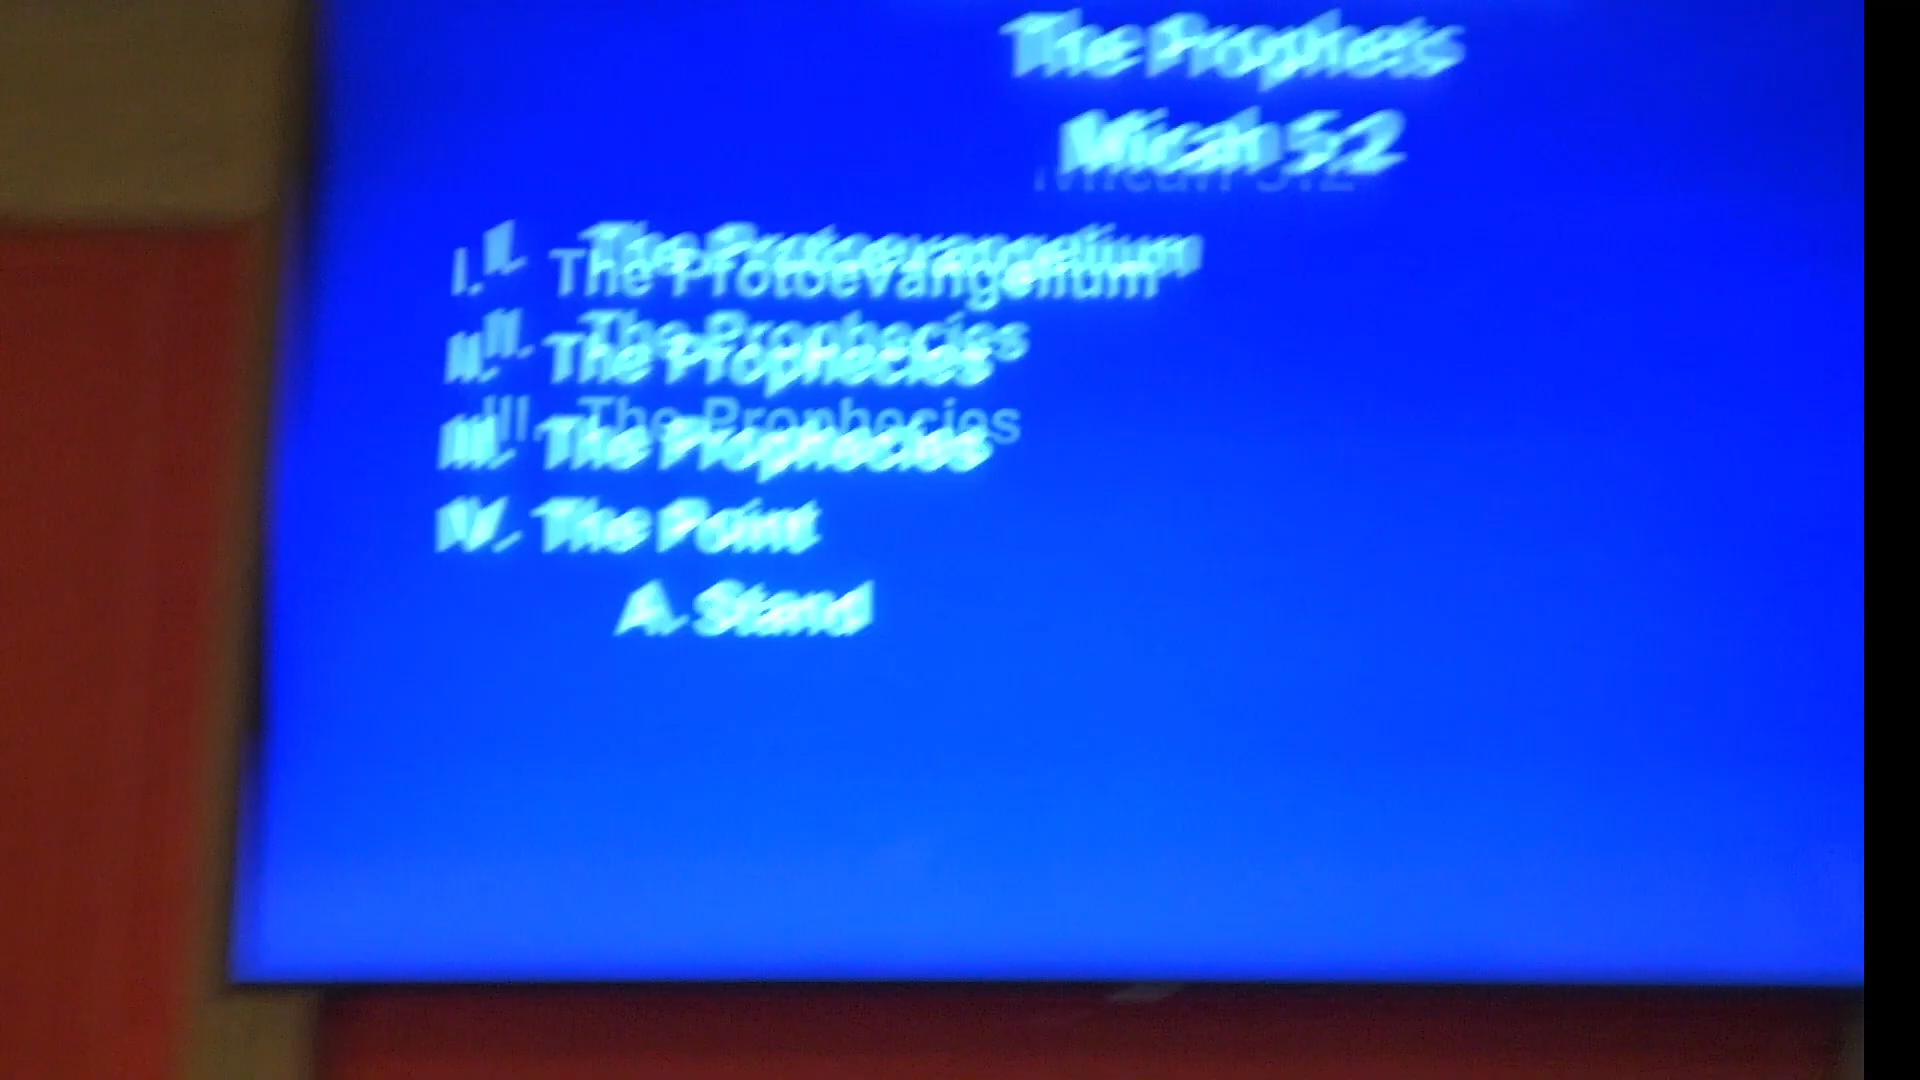 The Prophets
Micah 5:2
I. The Protoevangelium
II. The Prophecies
III. The Prophecies
IV. The Point
A. Stand